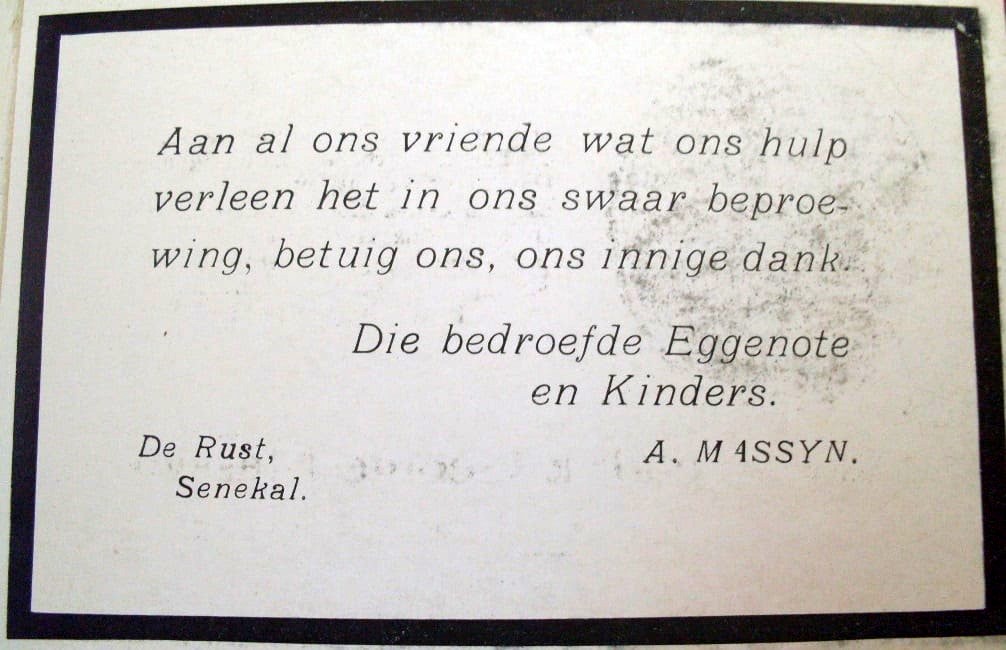 Aan al ons vriende wat ons hulp
verleen het in ons swaar beproe-
wing, betuig ons, ons innige dank.
Die bedroefde Eggenote
en Kinders.
De Rust,
A. MASSYN.
Senekal.